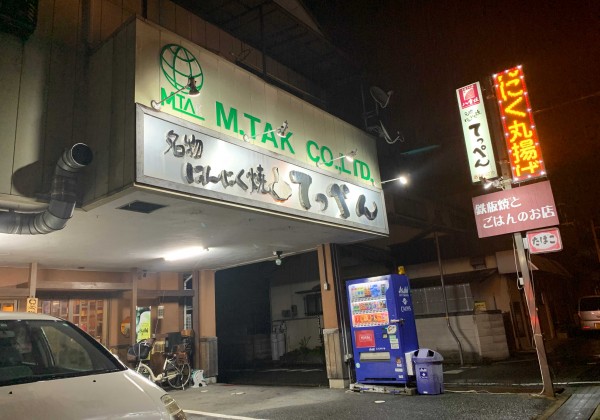 MTA
M.TAK CO.,LTD.
名物
にんにく焼き てっぺん
てっぺん
にんにく丸揚げ
鉄板焼と
ごはんのお店
たばこ
Asahi